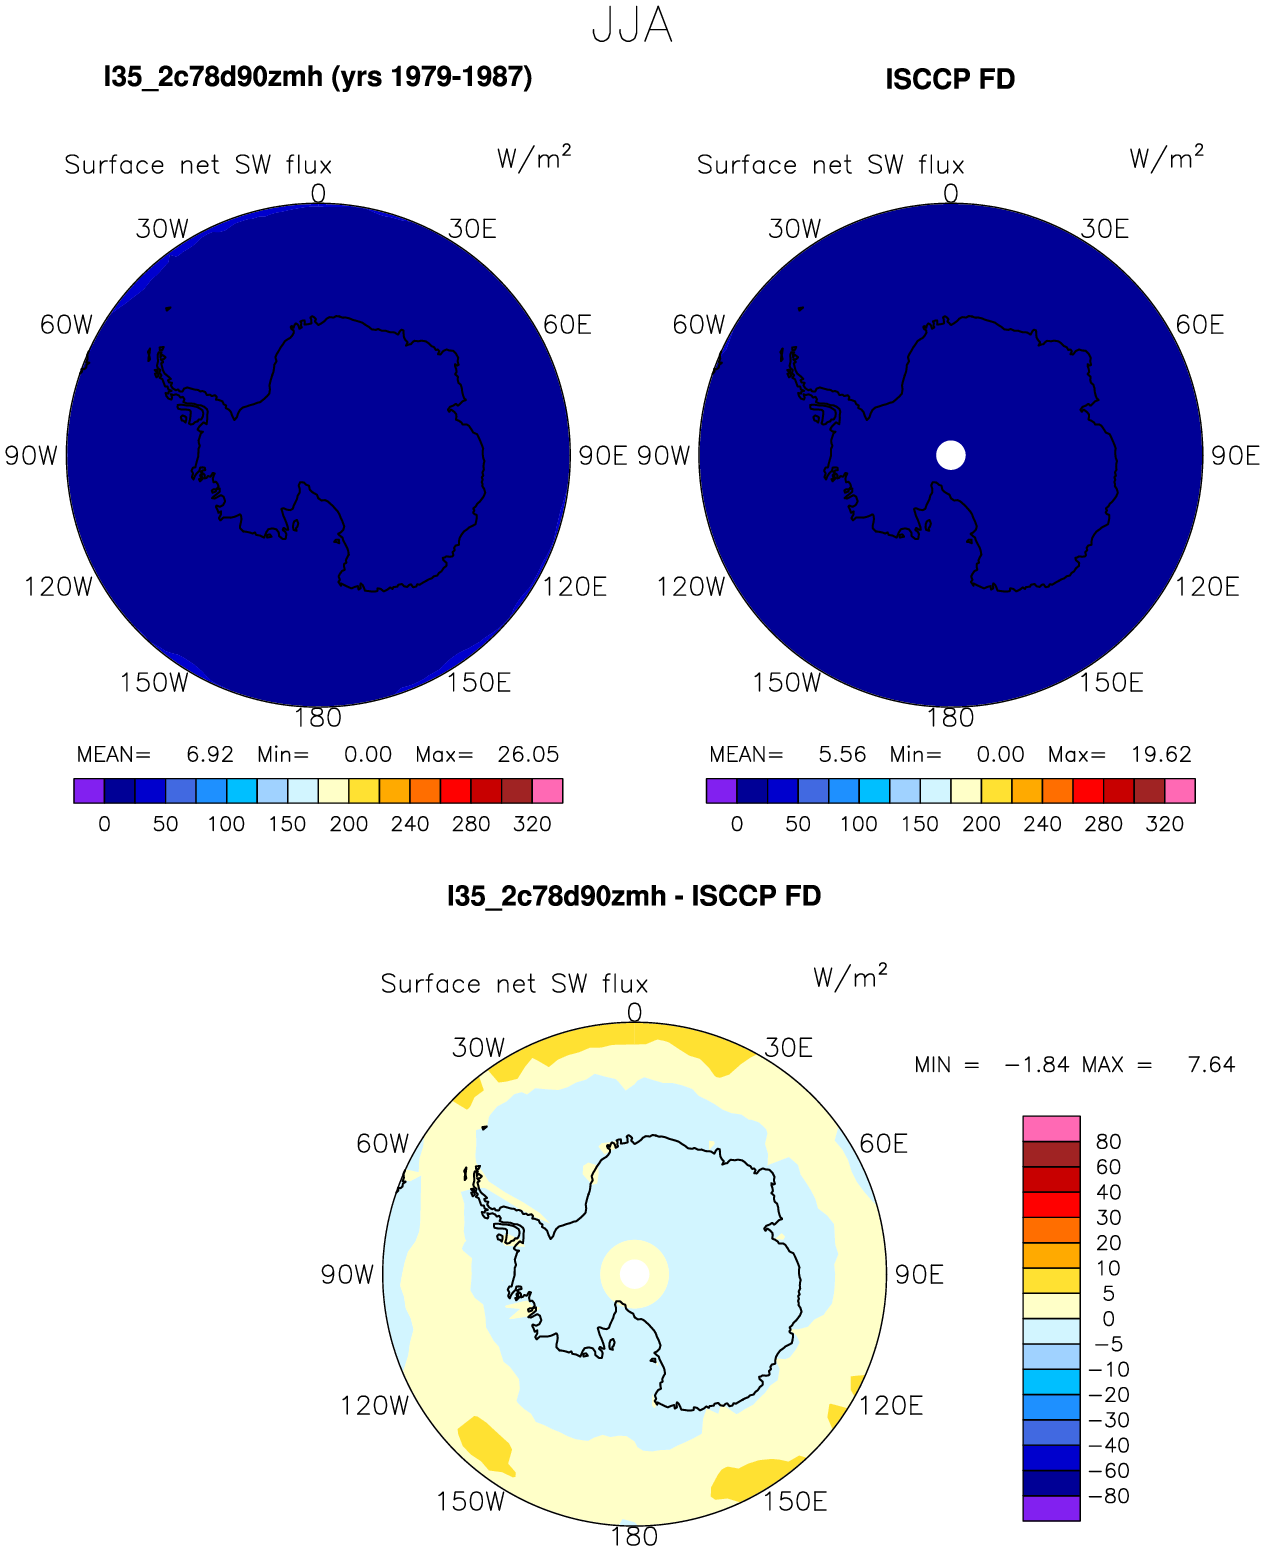 JJA
I35_2c78d90zmh (yrs 1979-1987)
Surface net SW flux W/m²
0
30W 30E
60W 60E
90W 90E
120W 120E
150W 150E
180
MEAN= 6.92 Min= 0.00 Max= 26.05
0 50 100 150 200 240 280 320
ISCCP FD
Surface net SW flux W/m²
0
30W 30E
60W 60E
90W 90E
120W 120E
150W 150E
180
MEAN= 5.56 Min= 0.00 Max= 19.62
0 50 100 150 200 240 280 320
I35_2c78d90zmh - ISCCP FD
Surface net SW flux W/m²
0
30W 30E
60W 60E
90W 90E
120W 120E
150W 150E
180
MIN = −1.84 MAX = 7.64
80
60
40
30
20
10
5
0
−5
−10
−20
−30
−40
−60
−80